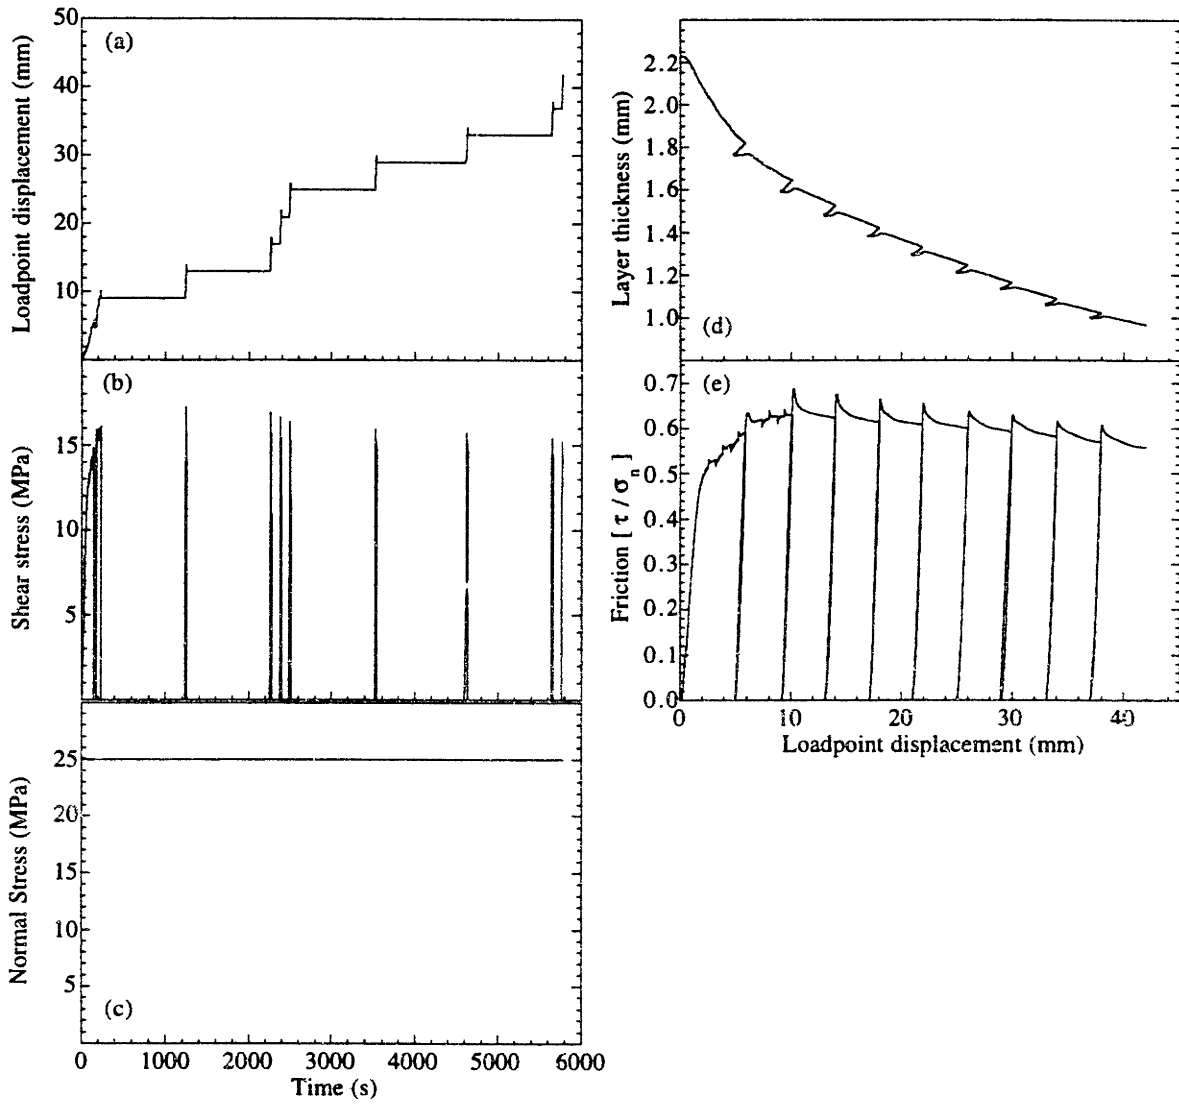 (a)
Loadpoint displacement (mm)
50
40
30
20
10
(b)
Shear stress (MPa)
15
10
5
(c)
Normal Stress (MPa)
25
20
15
10
5
0 1000 2000 3000 4000 5000 6000
Time (s)
(d)
Layer thickness (mm)
2.2
2.0
1.8
1.6
1.4
1.2
1.0
(e)
Friction [ τ / σn ]
0.7
0.6
0.5
0.4
0.3
0.2
0.1
0.0
0 10 20 30 40
Loadpoint displacement (mm)